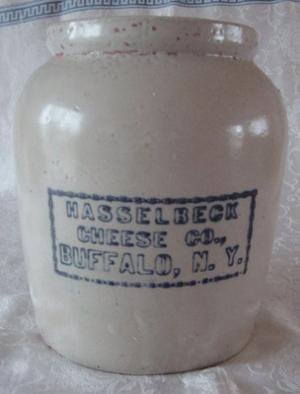 HASSELBECK
CHEESE CO.,
BUFFALO, N. Y.